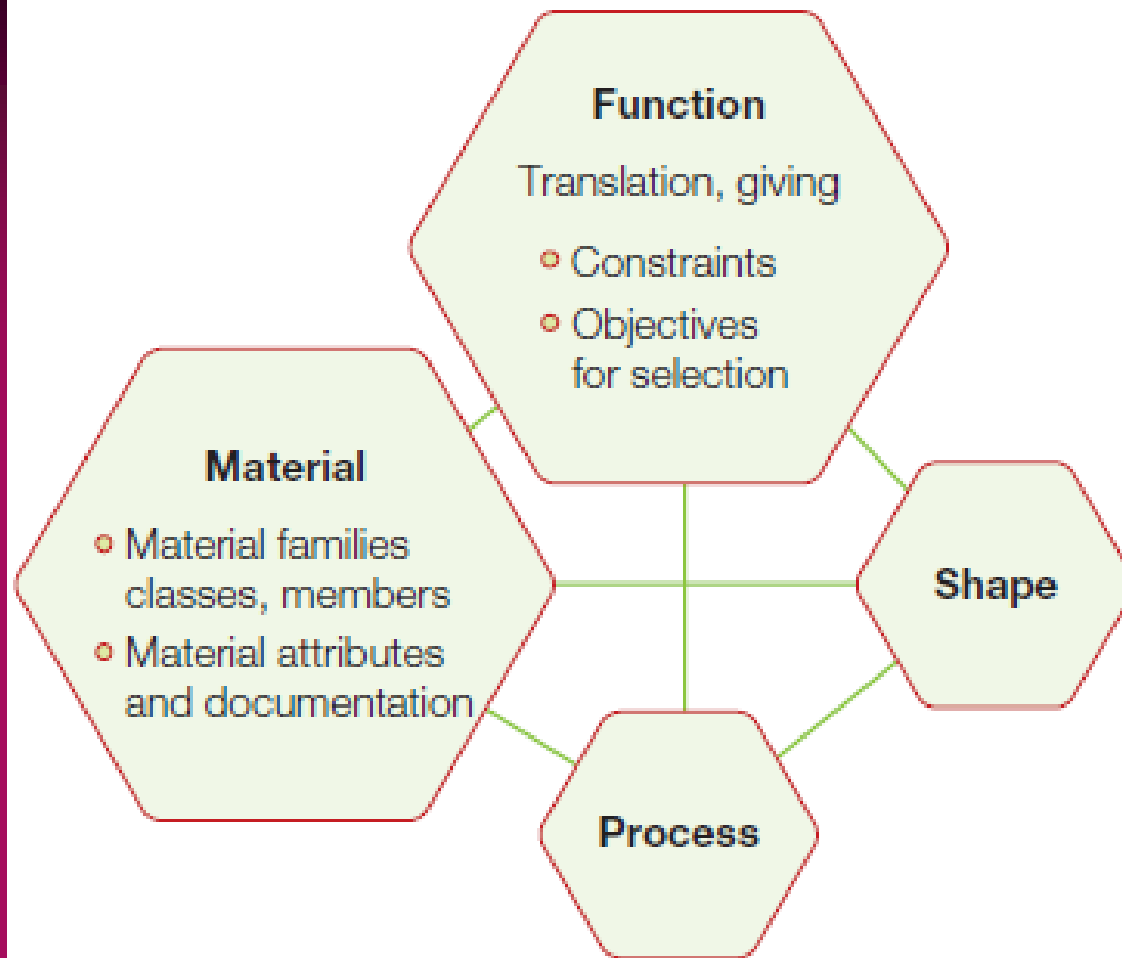 Function
Translation, giving
Constraints
Objectives
for selection
Material
Material families
classes, members
Material attributes
and documentation
Shape
Process